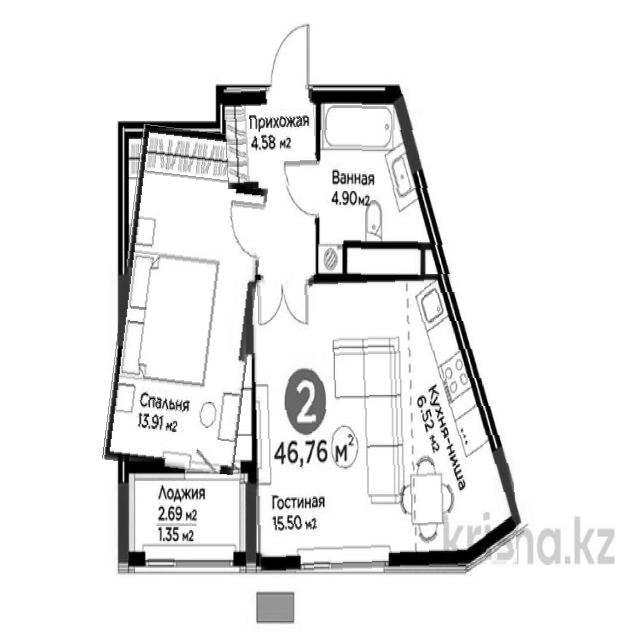 Прихожая
4.58 м2
Ванная
4.90 м2
Спальня
13.91 м2
2
46,76 м2
Кухня-ниша
6.52 м2
Лоджия
2.69 м2
1.35 м2
Гостиная
15.50 м2
krisha.kz